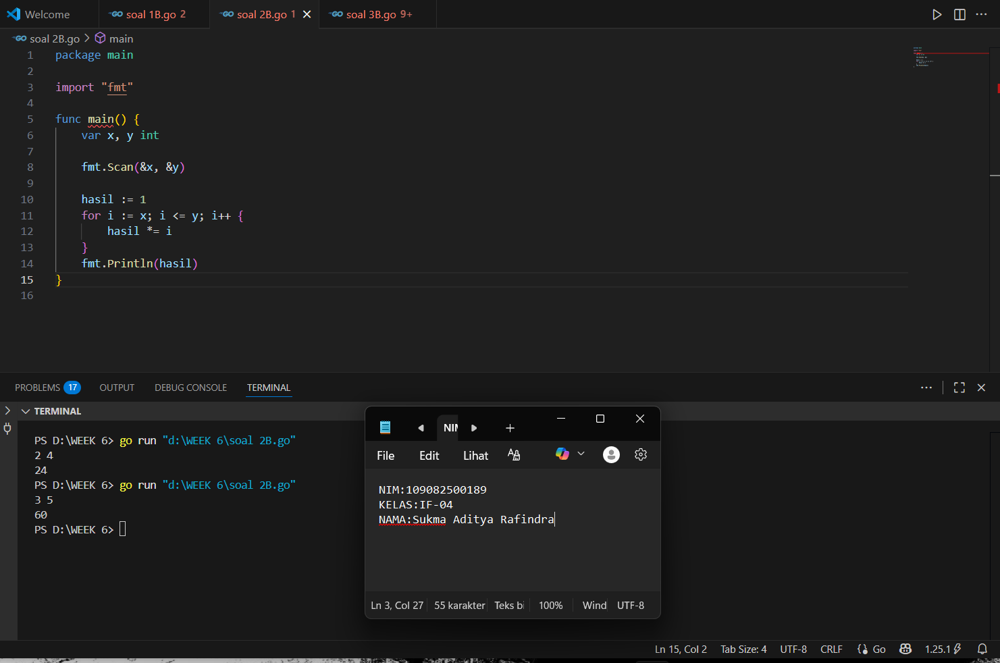 Welcome
soal 1B.go 2
soal 2B.go 1
soal 3B.go 9+
soal 2B.go > main
1 package main
2
3 import "fmt"
4
5 func main() {
6 var x, y int
7
8 fmt.Scan(&x, &y)
9
10 hasil := 1
11 for i := x; i <= y; i++ {
12 hasil *= i
13 }
14 fmt.Println(hasil)
15 }
16
PROBLEMS 17 OUTPUT DEBUG CONSOLE TERMINAL
TERMINAL
PS D:\WEEK 6> go run "d:\WEEK 6\soal 2B.go"
2 4
24
PS D:\WEEK 6> go run "d:\WEEK 6\soal 2B.go"
3 5
60
PS D:\WEEK 6>
NIM
File Edit Lihat
NIM:109082500189
KELAS:IF-04
NAMA:Sukma Aditya Rafindra
Ln 3, Col 27 55 karakter Teks bi 100% Wind UTF-8
Ln 15, Col 2 Tab Size: 4 UTF-8 CRLF Go 1.25.1